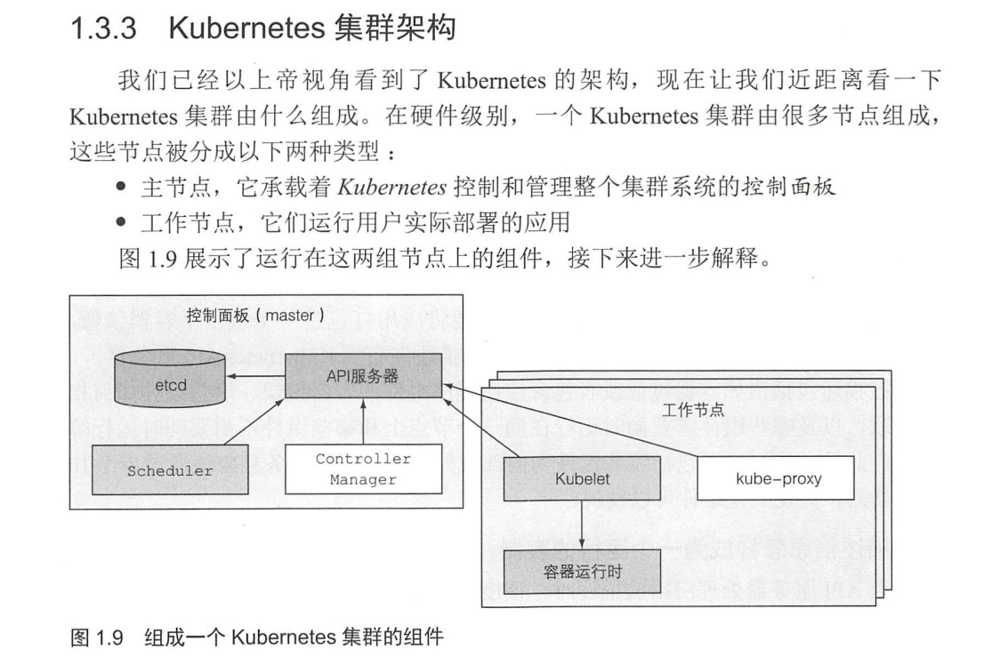 1.3.3 Kubernetes 集群架构
我们已经以上帝视角看到了 Kubernetes 的架构，现在让我们近距离看一下
Kubernetes 集群由什么组成。在硬件级别，一个 Kubernetes 集群由很多节点组成，
这些节点被分成以下两种类型：
● 主节点，它承载着 Kubernetes 控制和管理整个集群系统的控制面板
● 工作节点，它们运行用户实际部署的应用
图 1.9 展示了运行在这两组节点上的组件，接下来进一步解释。
控制面板（master）
etcd
API服务器
Scheduler
Controller
Manager
工作节点
Kubelet
kube-proxy
容器运行时
图 1.9 组成一个 Kubernetes 集群的组件